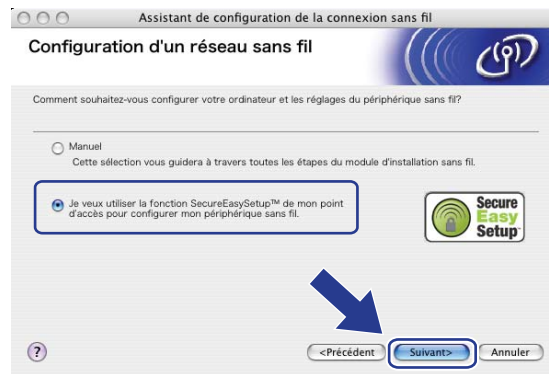 Assistant de configuration de la connexion sans fil
Configuration d'un réseau sans fil
Comment souhaitez-vous configurer votre ordinateur et les réglages du périphérique sans fil?
Manuel
Cette sélection vous guidera à travers toutes les étapes du module d'installation sans fil.
Je veux utiliser la fonction SecureEasySetup™ de mon point
d'accès pour configurer mon périphérique sans fil.
Secure
Easy
Setup™
?
<Précédent
Suivant>
Annuler